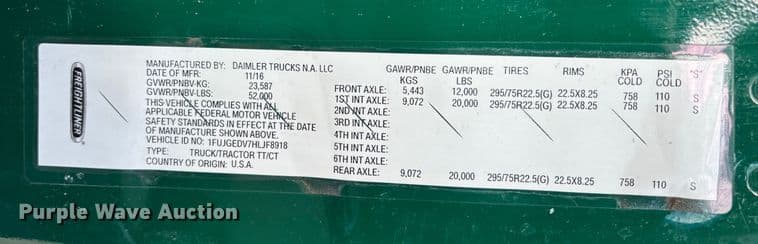 FREIGHTLINER
MANUFACTURED BY: DAIMLER TRUCKS N.A. LLC
DATE OF MFR: 11/16
GVWR/PNBV-KG: 23,587
GVWR/PNBV-LBS: 52,000
THIS VEHICLE COMPLIES WITH ALL
APPLICABLE FEDERAL MOTOR VEHICLE
SAFETY STANDARDS IN EFFECT AT THE DATE
OF MANUFACTURE SHOWN ABOVE.
VEHICLE ID NO: 1FUJGEDV7HLJF8918
TYPE: TRUCK/TRACTOR TT/CT
COUNTRY OF ORIGIN: U.S.A.
GAWR/PNBE GAWR/PNBE TIRES RIMS KPA PSI "S"
KGS LBS COLD COLD
FRONT AXLE: 5,443 12,000 295/75R22.5(G) 22.5X8.25 758 110 S
1ST INT AXLE: 9,072 20,000 295/75R22.5(G) 22.5X8.25 758 110 S
2ND INT AXLE:
3RD INT AXLE:
4TH INT AXLE:
5TH INT AXLE:
6TH INT AXLE:
REAR AXLE: 9,072 20,000 295/75R22.5(G) 22.5X8.25 758 110 S
Purple Wave Auction